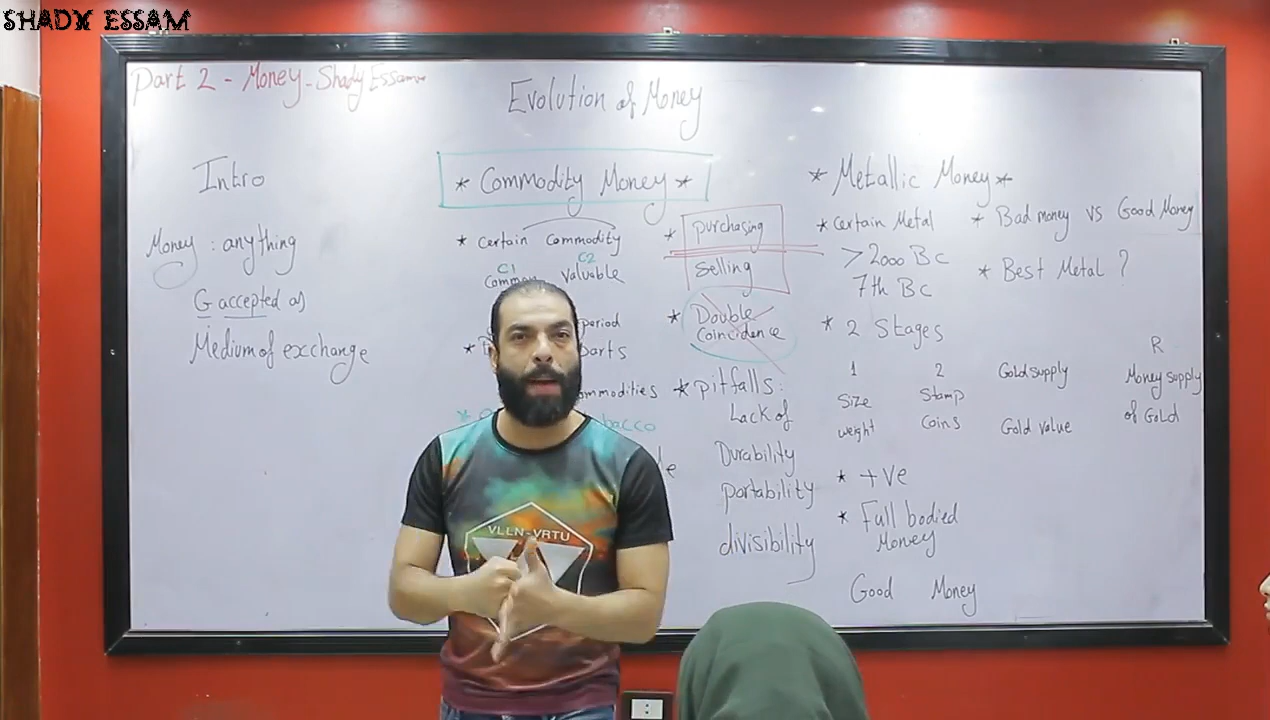 SHADY ESSAM
Part 2 - Money - Shady Essam
Evolution of Money
Intro
Money : anything
G accepted as
Medium of exchange
* Commodity Money *
* Certain Commodity
C1 C2
Common Valuable
period
parts
commodities
* purchasing
selling
* Double
Coincidence
* pitfalls:
Lack of
Durability
portability
divisibility
* Metallic Money *
* Certain Metal
> 2000 BC
7th BC
* 2 Stages
1 2
Size Stamp
weight Coins
* +ve
* Full bodied
Money
Good Money
* Bad money vs Good Money
* Best Metal ?
Gold supply
Gold value
R
Money supply
of Gold
VLLN-VRTU